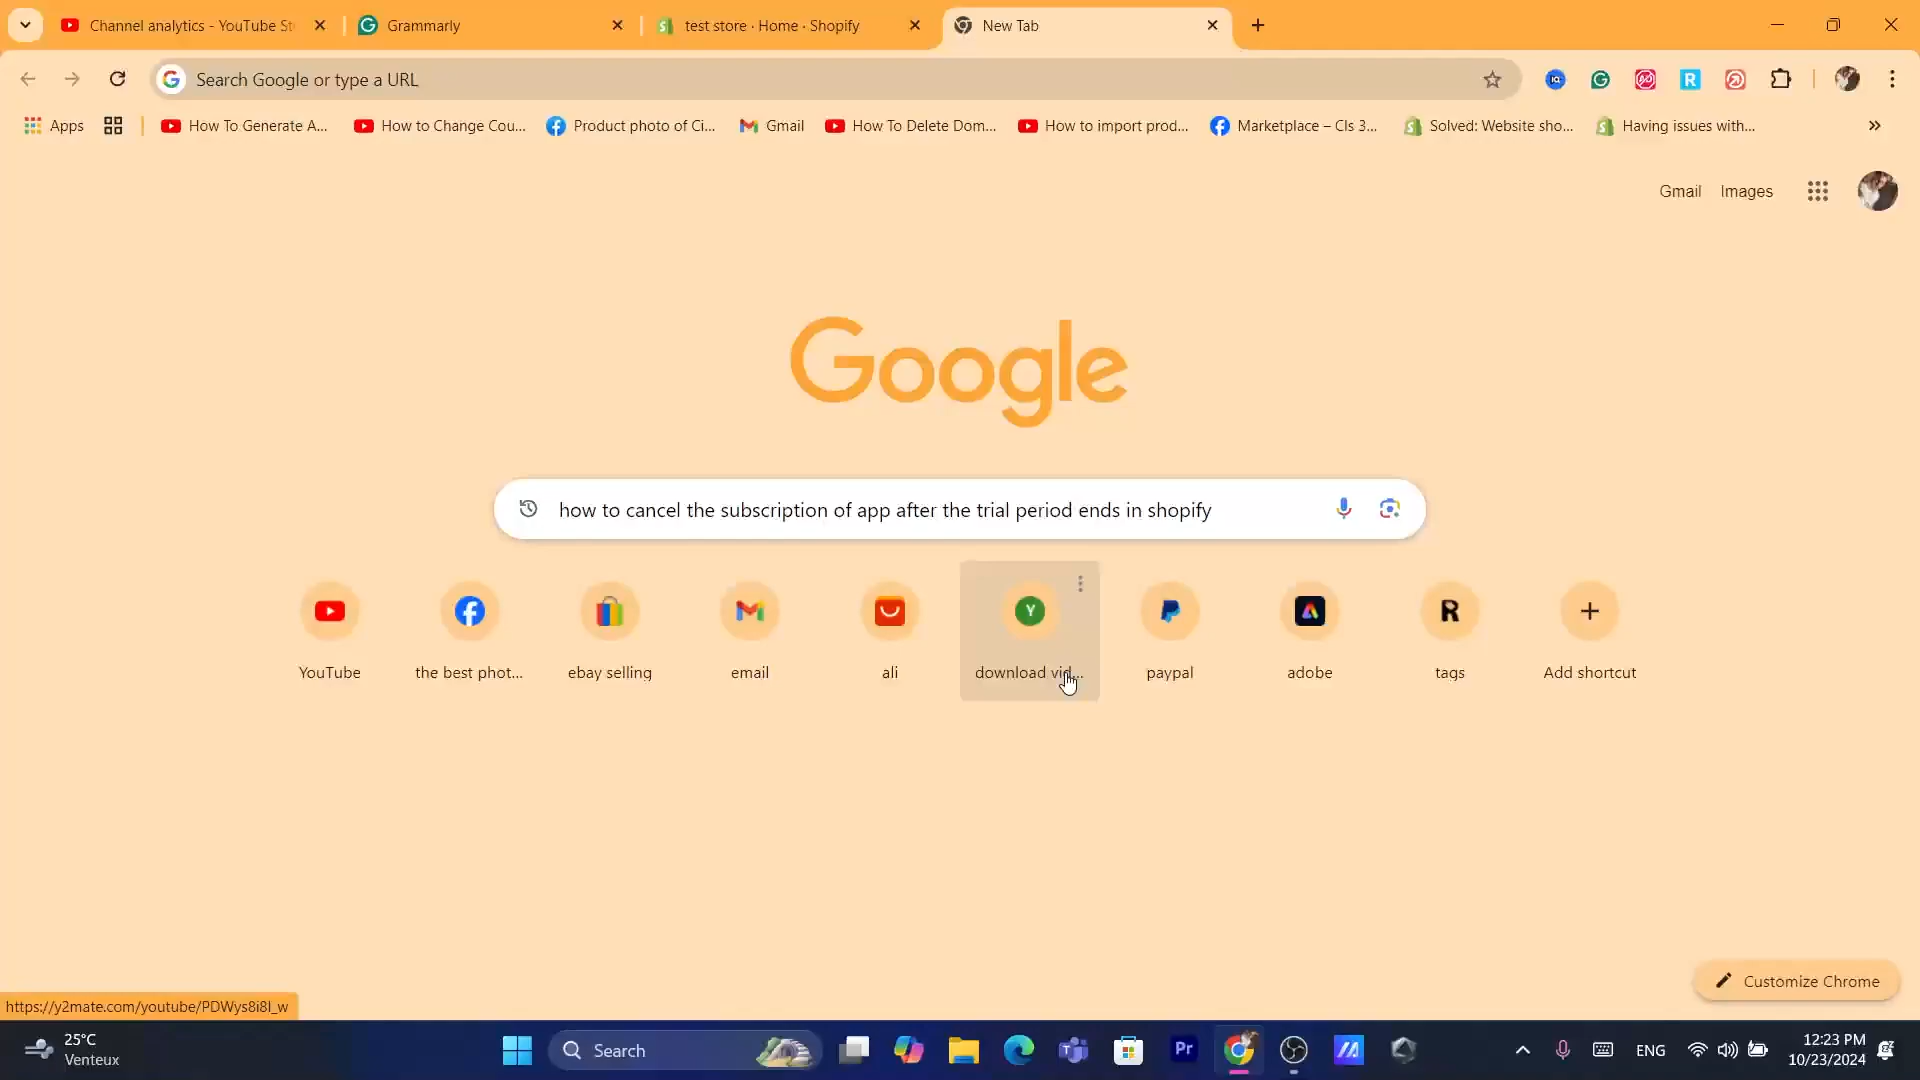 Channel analytics - YouTube St
Grammarly
test store · Home · Shopify
New Tab
Search Google or type a URL
Apps
How To Generate A...
How to Change Cou...
Product photo of Ci...
Gmail
How To Delete Dom...
How to import prod...
Marketplace – Cls 3...
Solved: Website sho...
Having issues with...
Gmail
Images
Google
how to cancel the subscription of app after the trial period ends in shopify
YouTube
the best phot...
ebay selling
email
ali
download vid...
paypal
adobe
tags
Add shortcut
Customize Chrome
https://y2mate.com/youtube/PDWys8i8I_w
25°C
Venteux
Search
ENG
12:23 PM
10/23/2024